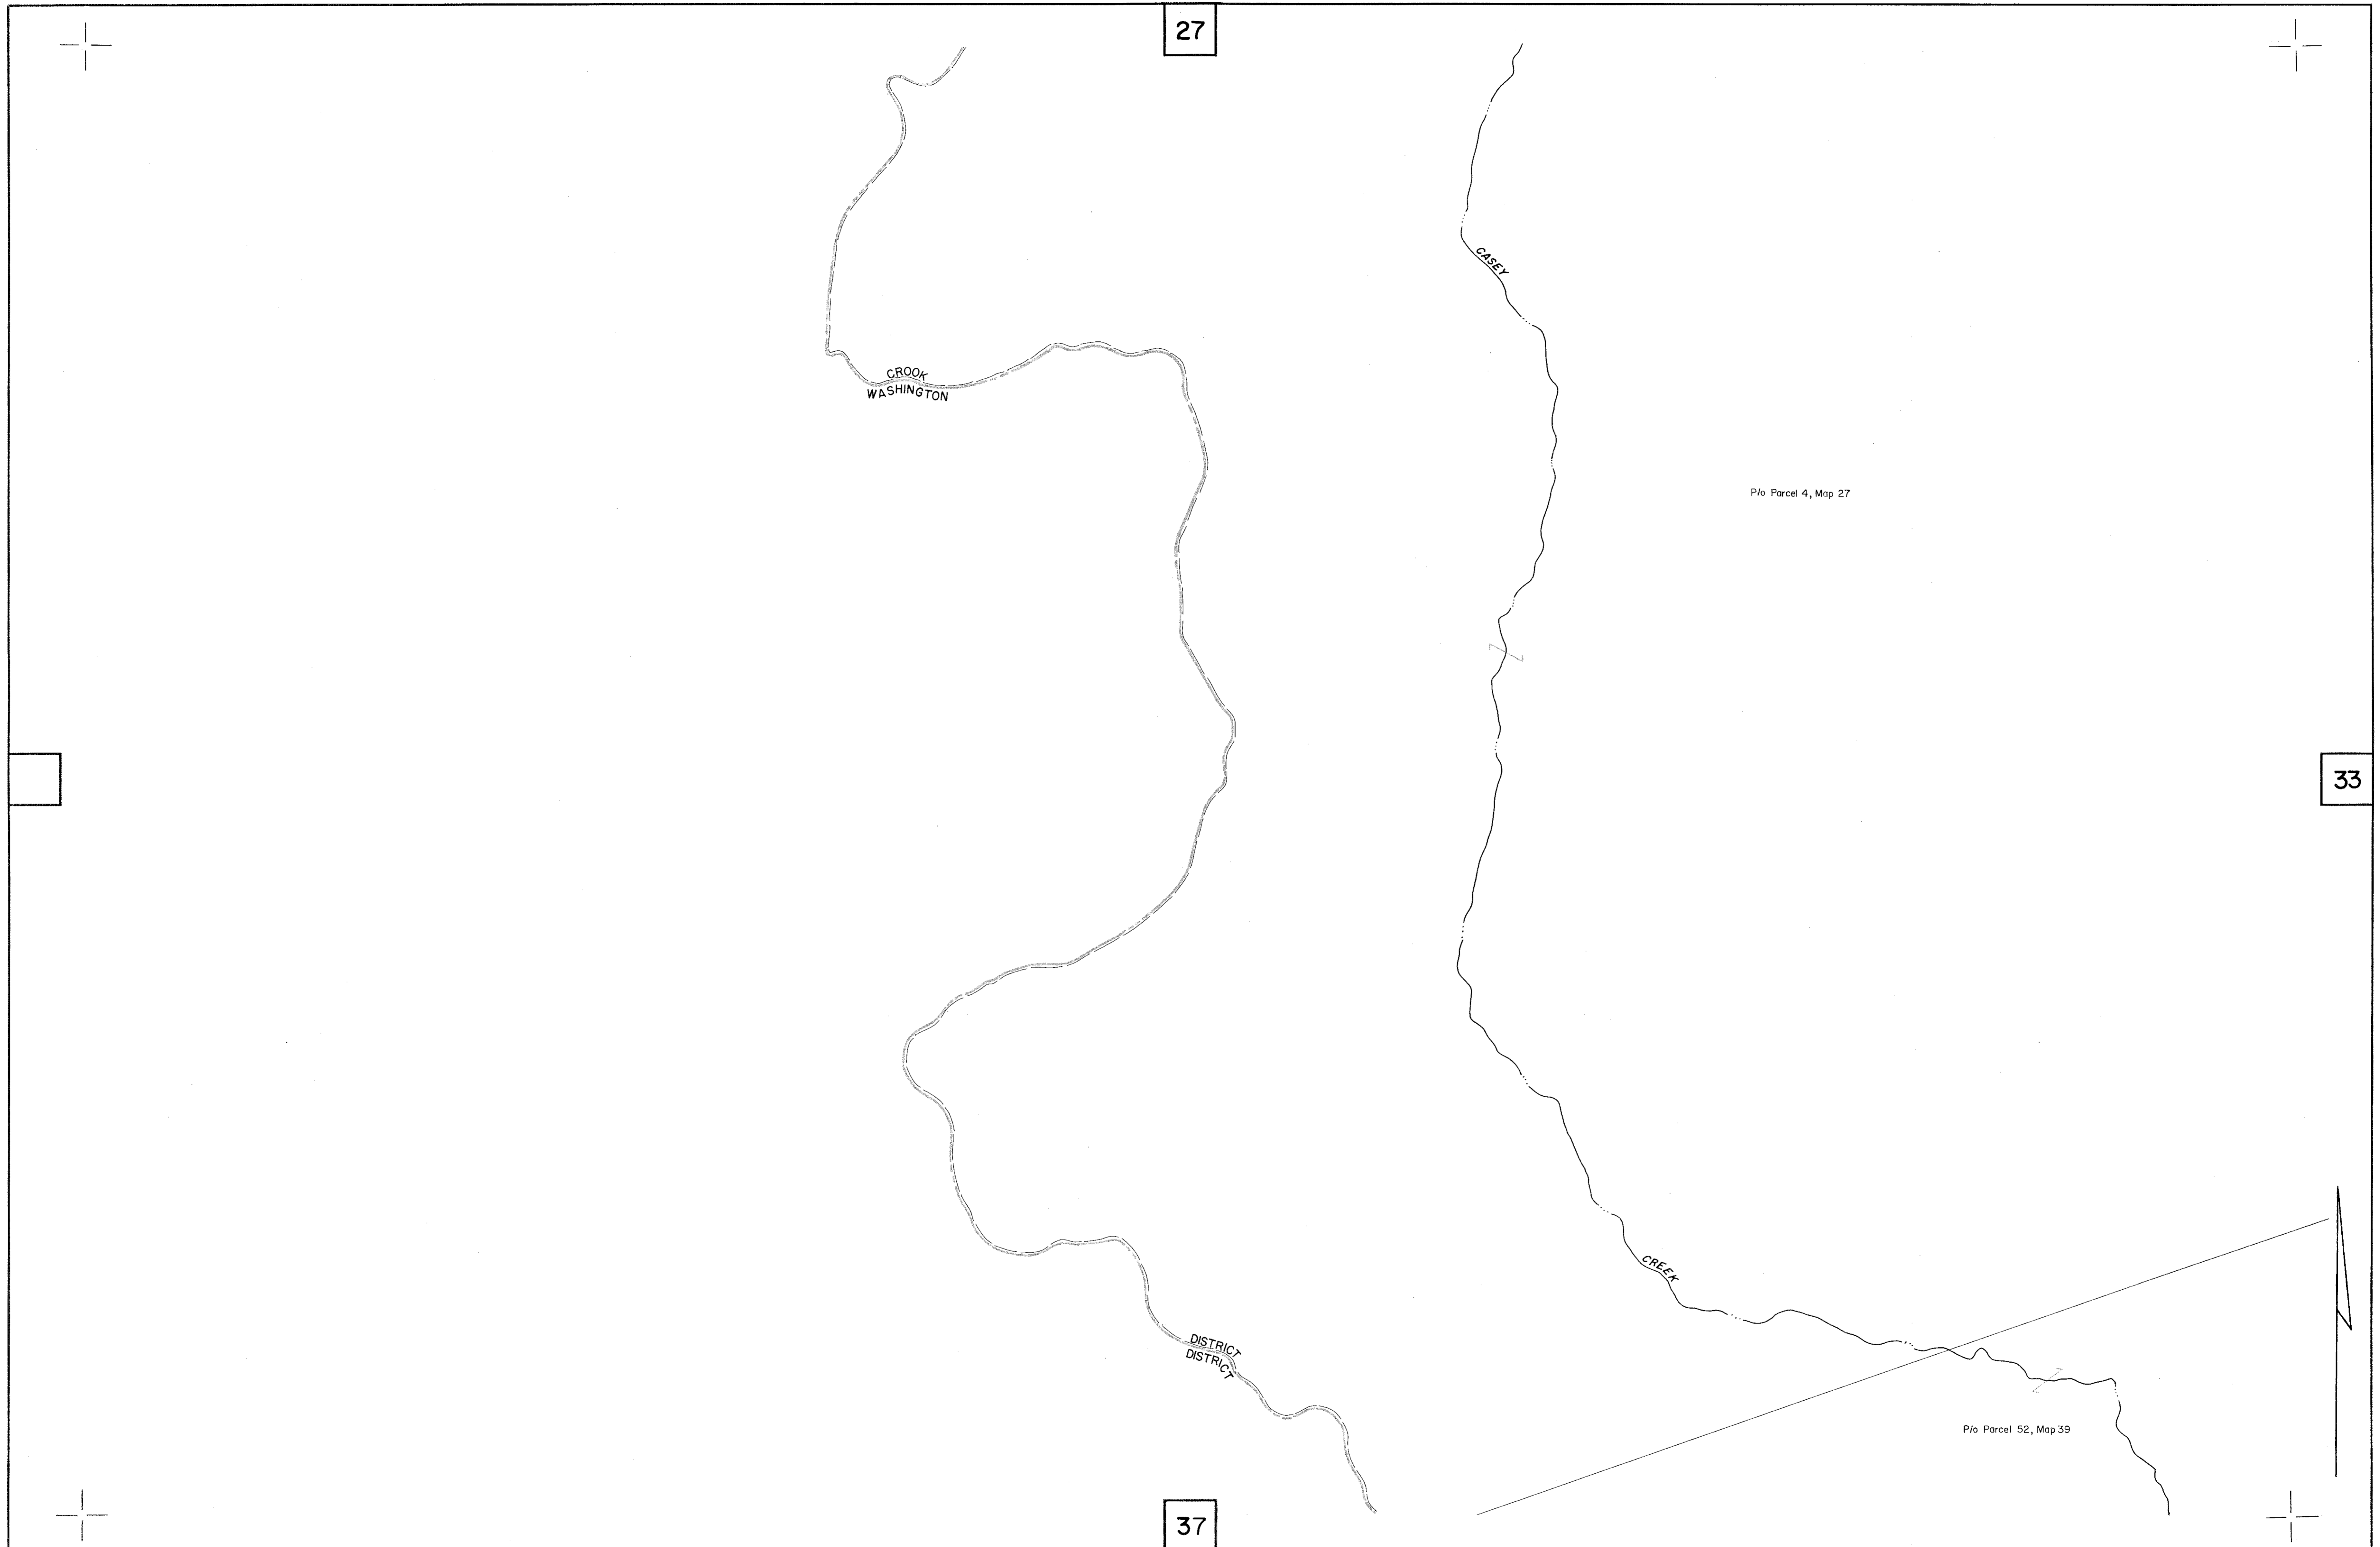 27
CASEY
CROOK
WASHINGTON
P/o Parcel 4, Map 27
33
CREEK
DISTRICT
DISTRICT
P/o Parcel 52, Map 39
37